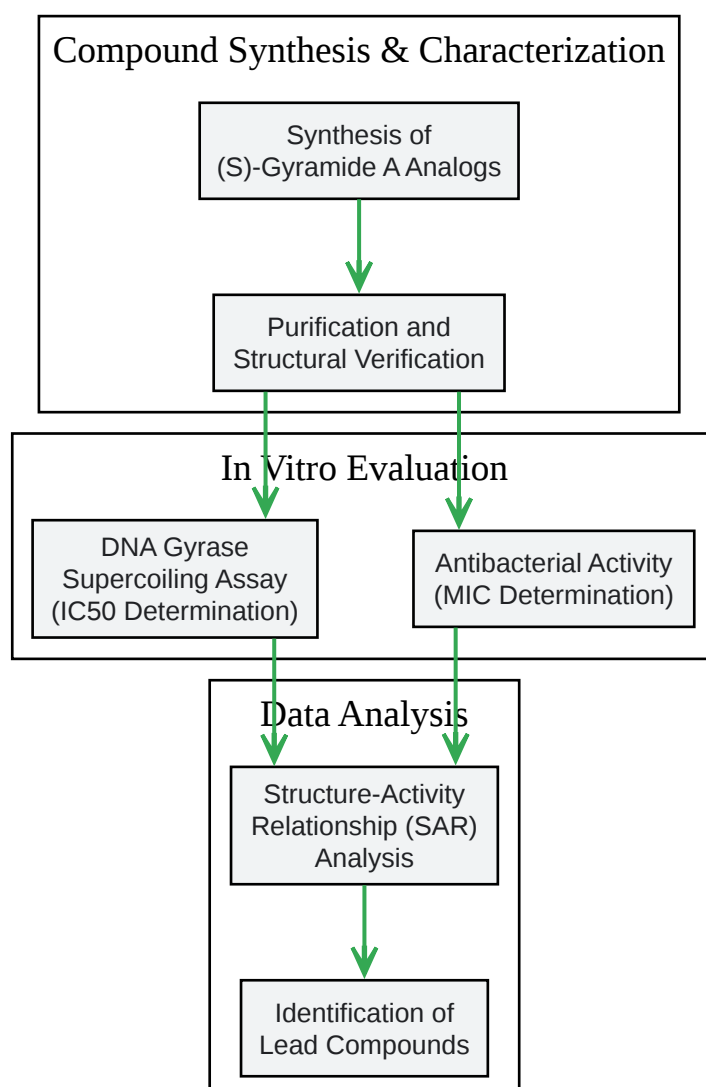 Compound Synthesis & Characterization
Synthesis of
(S)-Gyramide A Analogs
Purification and
Structural Verification
In Vitro Evaluation
DNA Gyrase
Supercoiling Assay
(IC50 Determination)
Antibacterial Activity
(MIC Determination)
Data Analysis
Structure-Activity
Relationship (SAR)
Analysis
Identification of
Lead Compounds